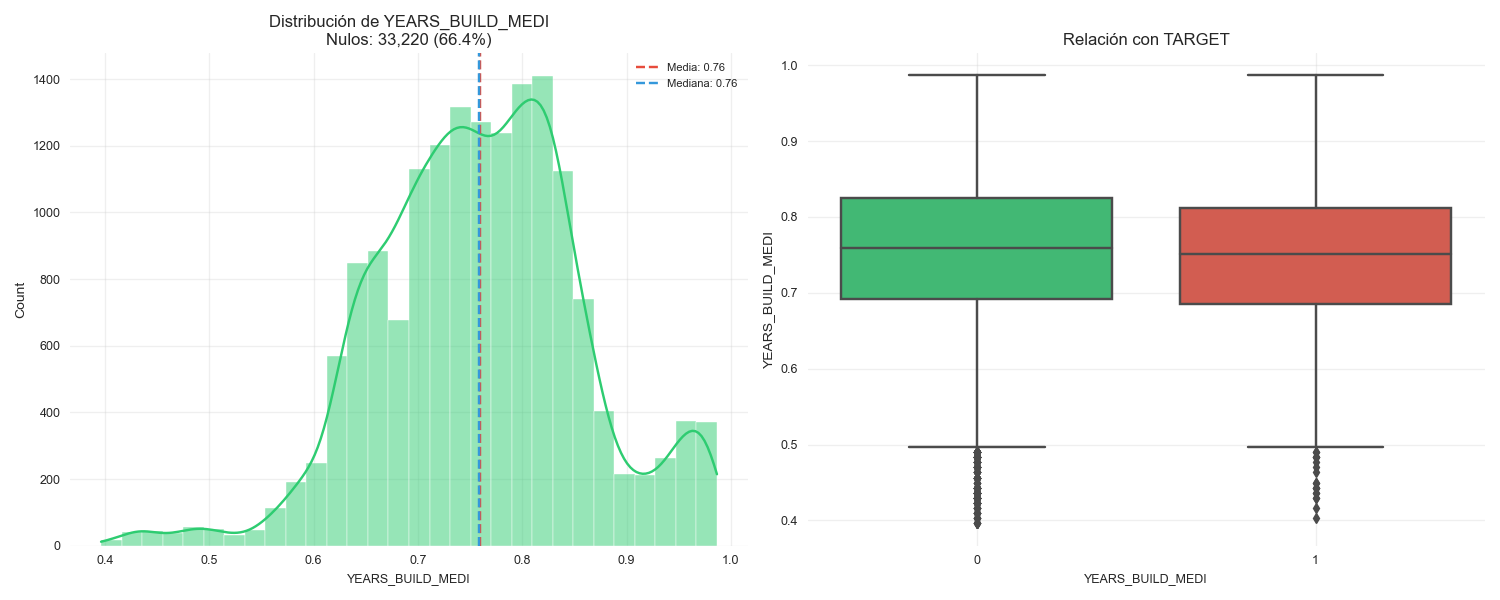 Distribución de YEARS_BUILD_MEDI
Nulos: 33,220 (66.4%)
Media: 0.76
Mediana: 0.76
Count
1400
1200
1000
800
600
400
200
0
0.4
0.5
0.6
0.7
0.8
0.9
1.0
YEARS_BUILD_MEDI
Relación con TARGET
YEARS_BUILD_MEDI
1.0
0.9
0.8
0.7
0.6
0.5
0.4
0
1
YEARS_BUILD_MEDI